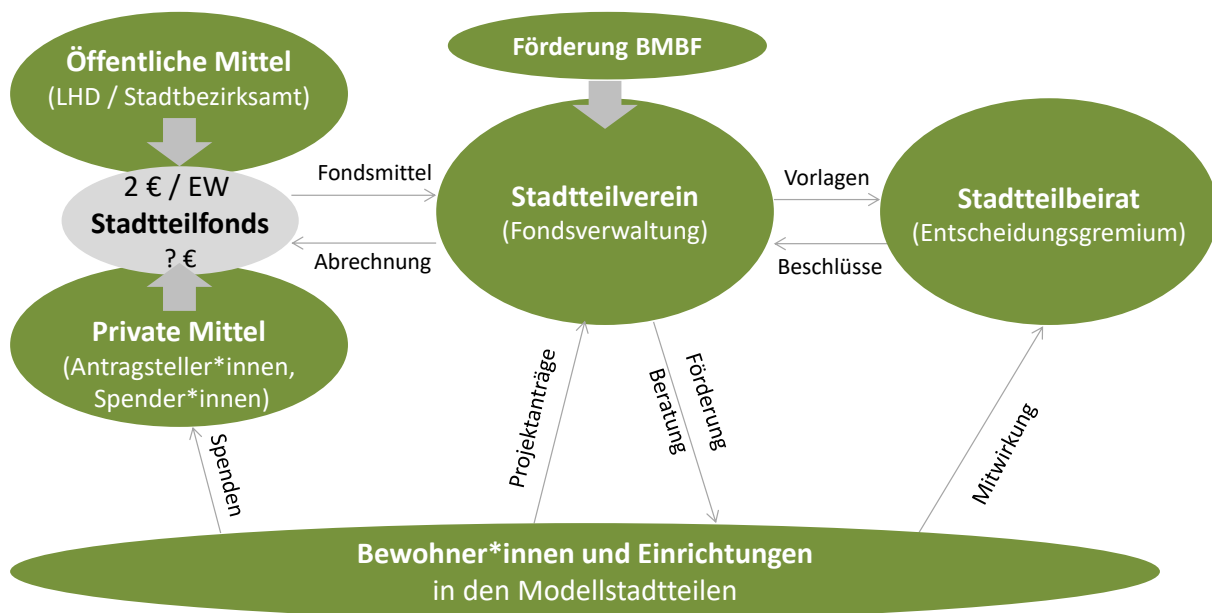 Öffentliche Mittel
(LHD / Stadtbezirksamt)
Förderung BMBF
2 € / EW
Stadtteilfonds
? €
Fondsmittel
Abrechnung
Stadtteilverein
(Fondsverwaltung)
Vorlagen
Beschlüsse
Stadtteilbeirat
(Entscheidungsgremium)
Private Mittel
(Antragsteller*innen,
Spender*innen)
Spenden
Projektanträge
Förderung
Beratung
Mitwirkung
Bewohner*innen und Einrichtungen
in den Modellstadtteilen